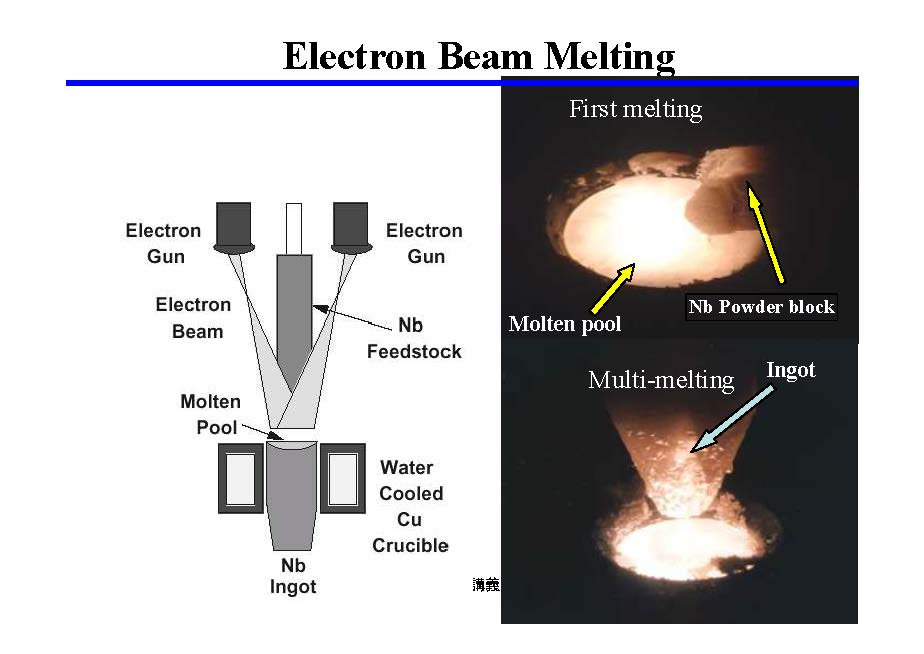 Electron Beam Melting
Electron
Gun
Electron
Gun
Electron
Beam
Nb
Feedstock
Molten
Pool
Water
Cooled
Cu
Crucible
Nb
Ingot
講義
First melting
Molten pool
Nb Powder block
Multi-melting
Ingot